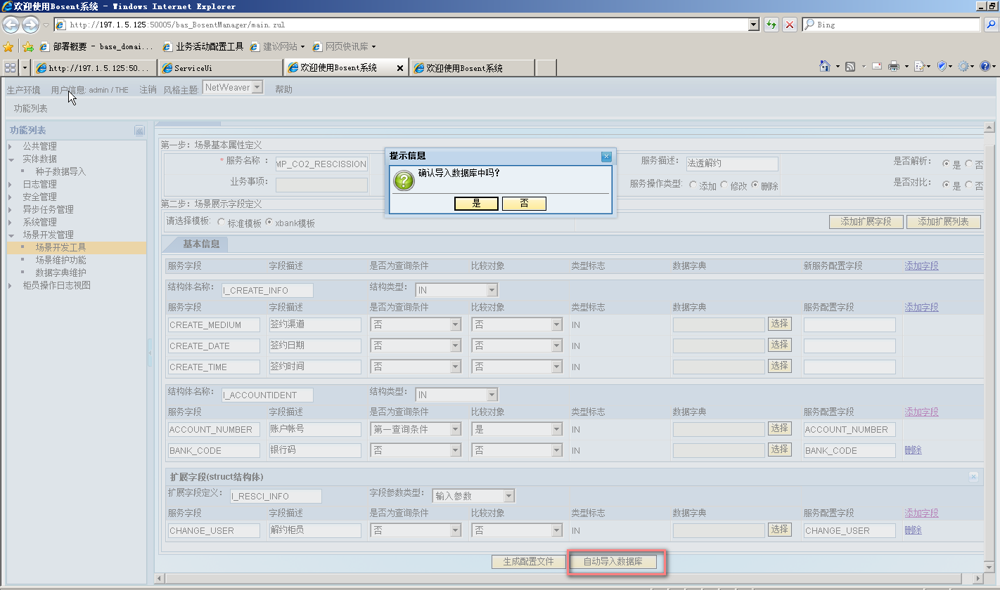 欢迎使用Bosent系统 - Windows Internet Explorer
http://197.1.5.125:50005/bas_BosentManager/main.zul
Bing
部署概要 - base_domai... 业务活动配置工具 建议网站 网页快讯库
http://197.1.5.125:50... ServiceUi 欢迎使用Bosent系统 欢迎使用Bosent系统
生产环境 用户信息: admin / THE 注销 风格主题: NetWeaver 帮助
功能列表
功能列表
公共管理
实体数据
种子数据导入
日志管理
安全管理
异步任务管理
系统管理
场景开发管理
场景开发工具
场景维护功能
数据字典维护
柜员操作日志视图
第一步: 场景基本属性定义
* 服务名称 : MP_CO2_RESCISSION 服务描述: 法透解约 是否解析: 是 否
业务事项: 服务操作类型: 添加 修改 删除 是否对比: 是 否
提示信息
确认导入数据库中吗?
是 否
第二步: 场景展示字段定义
请选择模板: 标准模板 xbank模板 添加扩展字段 添加扩展列表
基本信息
服务字段 字段描述 是否为查询条件 比较对象 类型标志 数据字典 新服务配置字段 添加字段
结构体名称: I_CREATE_INFO 结构类型: IN
服务字段 字段描述 是否为查询条件 比较对象 类型标志 数据字典 服务配置字段 添加字段
CREATE_MEDIUM 签约渠道 否 否 IN 选择
CREATE_DATE 签约日期 否 否 IN 选择
CREATE_TIME 签约时间 否 否 IN 选择
结构体名称: I_ACCOUNTIDENT 结构类型: IN
服务字段 字段描述 是否为查询条件 比较对象 类型标志 数据字典 服务配置字段 添加字段
ACCOUNT_NUMBER 账户帐号 第一查询条件 是 IN 选择 ACCOUNT_NUMBER
BANK_CODE 银行码 否 否 IN 选择 BANK_CODE 删除
扩展字段(struct结构体)
扩展字段定义: I_RESCI_INFO 字段参数类型: 输入参数
服务字段 字段描述 是否为查询条件 比较对象 类型标志 数据字典 服务配置字段 添加字段
CHANGE_USER 解约柜员 否 否 IN 选择 CHANGE_USER 删除
生成配置文件 自动导入数据库